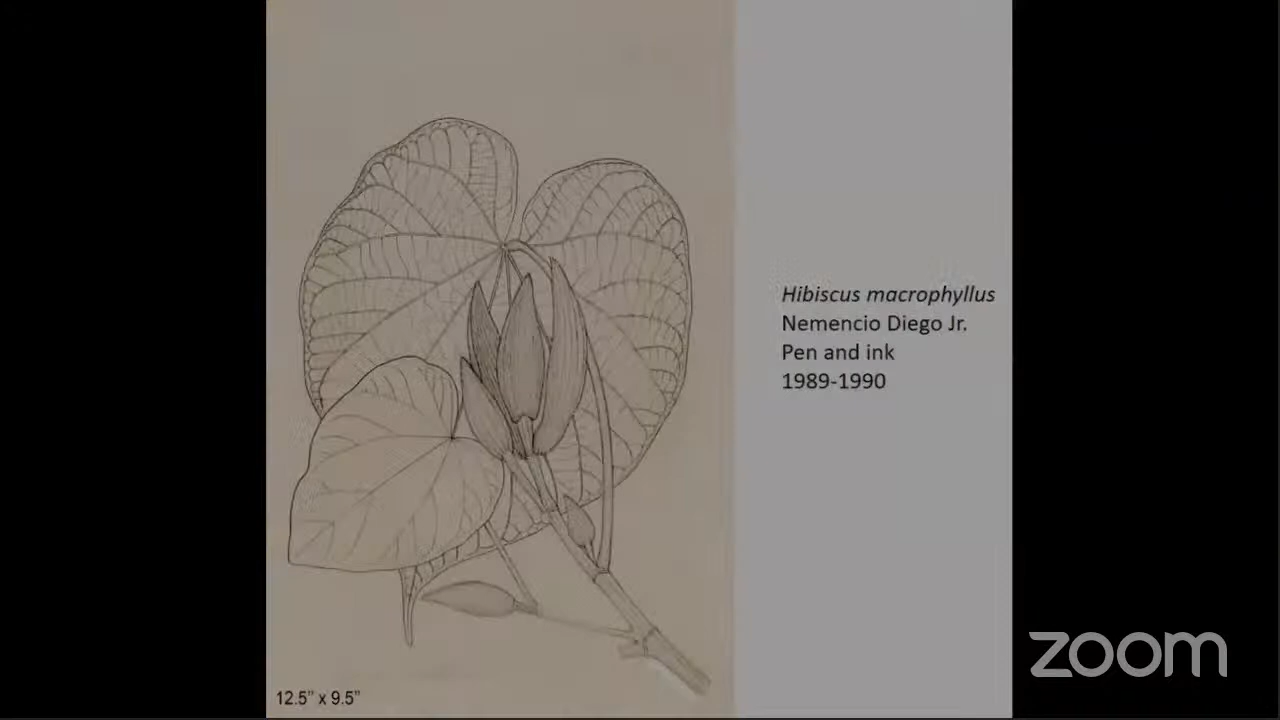 Hibiscus macrophyllus
Nemencio Diego Jr.
Pen and ink
1989-1990
12.5” x 9.5”
zoom